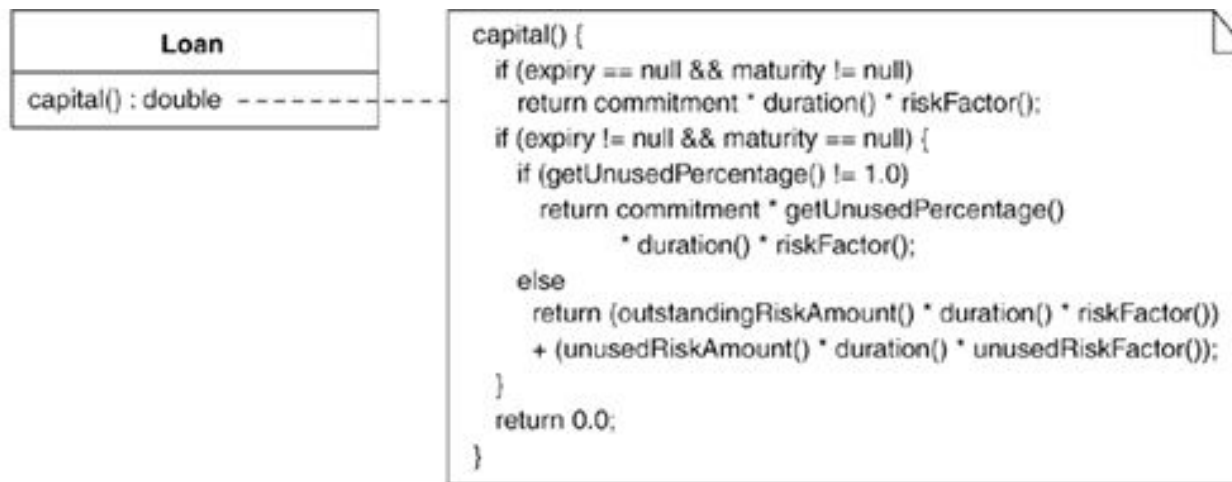 Loan
capital() : double
capital() {
if (expiry == null && maturity != null)
return commitment * duration() * riskFactor();
if (expiry != null && maturity == null) {
if (getUnusedPercentage() != 1.0)
return commitment * getUnusedPercentage()
* duration() * riskFactor();
else
return (outstandingRiskAmount() * duration() * riskFactor())
+ (unusedRiskAmount() * duration() * unusedRiskFactor());
}
return 0.0;
}